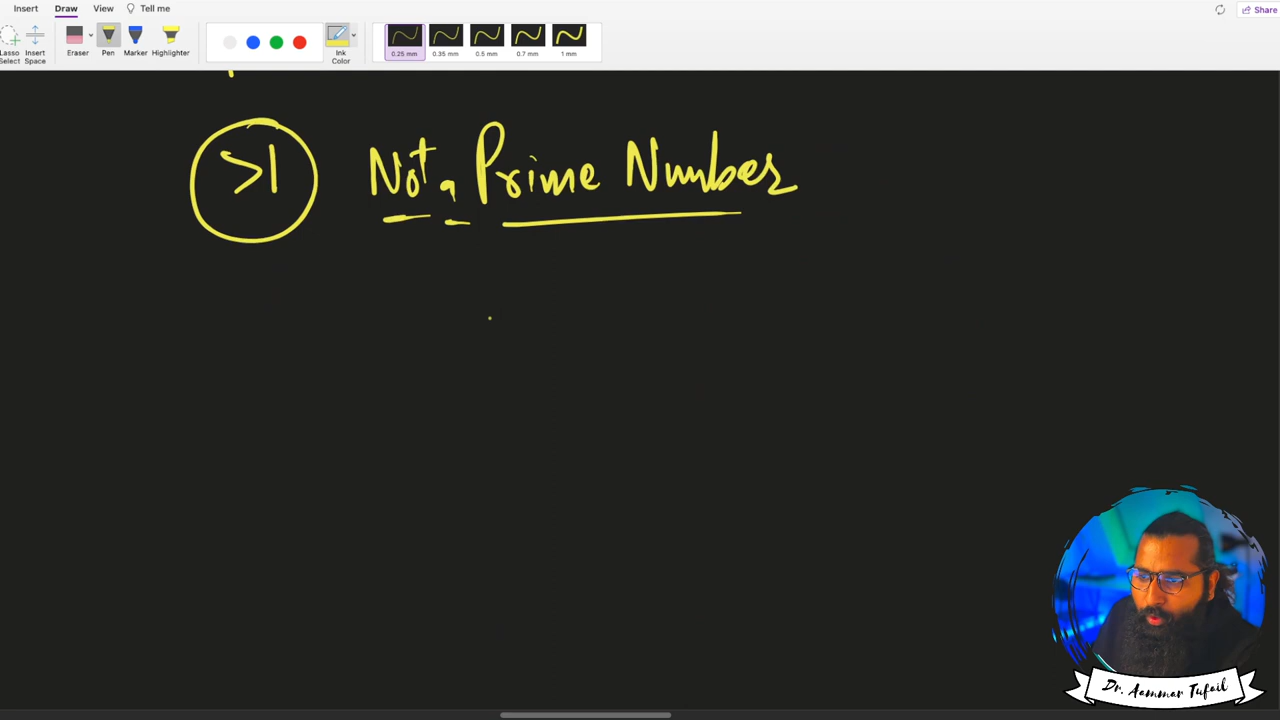 Insert Draw View Tell me Share
Lasso Select
Insert Space
Eraser
Pen
Marker
Highlighter
Ink Color
0.25 mm
0.35 mm
0.5 mm
0.7 mm
1 mm
>1 Not a Prime Number
Dr. Aammar Tufail